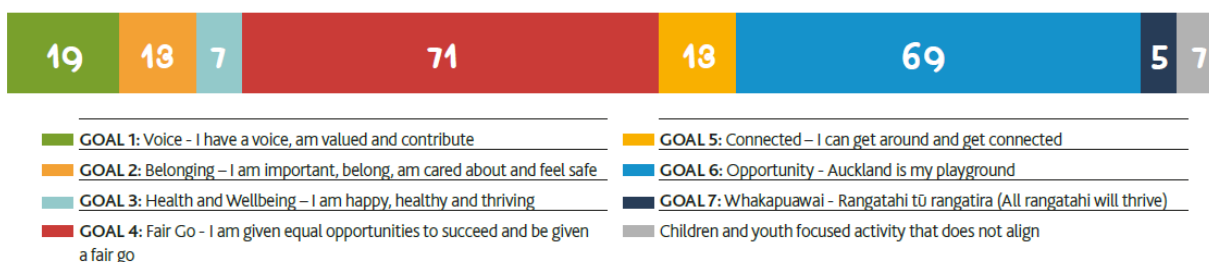 19 13 7 71 13 69 5 7
GOAL 1: Voice - I have a voice, am valued and contribute
GOAL 2: Belonging – I am important, belong, am cared about and feel safe
GOAL 3: Health and Wellbeing – I am happy, healthy and thriving
GOAL 4: Fair Go - I am given equal opportunities to succeed and be given
a fair go
GOAL 5: Connected – I can get around and get connected
GOAL 6: Opportunity - Auckland is my playground
GOAL 7: Whakapuawai - Rangatahi tū rangatira (All rangatahi will thrive)
Children and youth focused activity that does not align